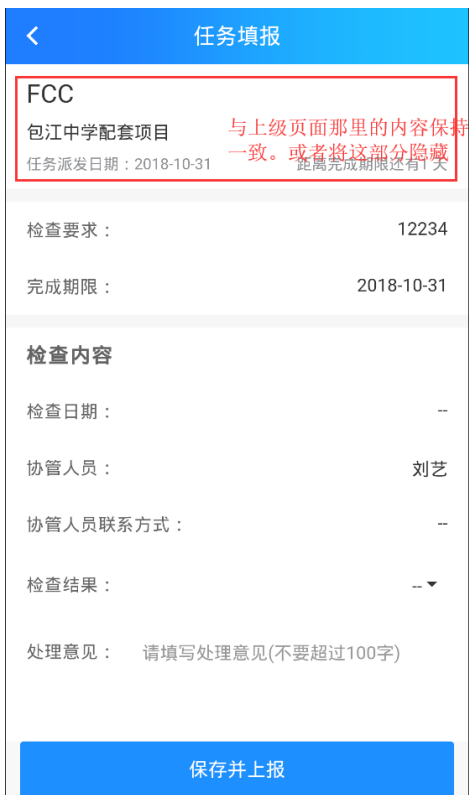 任务填报
FCC
包江中学配套项目
与上级页面那里的内容保持
一致。或者将这部分隐藏
任务派发日期：2018-10-31
距离完成期限还有1 天
检查要求：
12234
完成期限：
2018-10-31
检查内容
检查日期：
--
协管人员：
刘艺
协管人员联系方式：
--
检查结果：
--
处理意见：
请填写处理意见(不要超过100字)
保存并上报